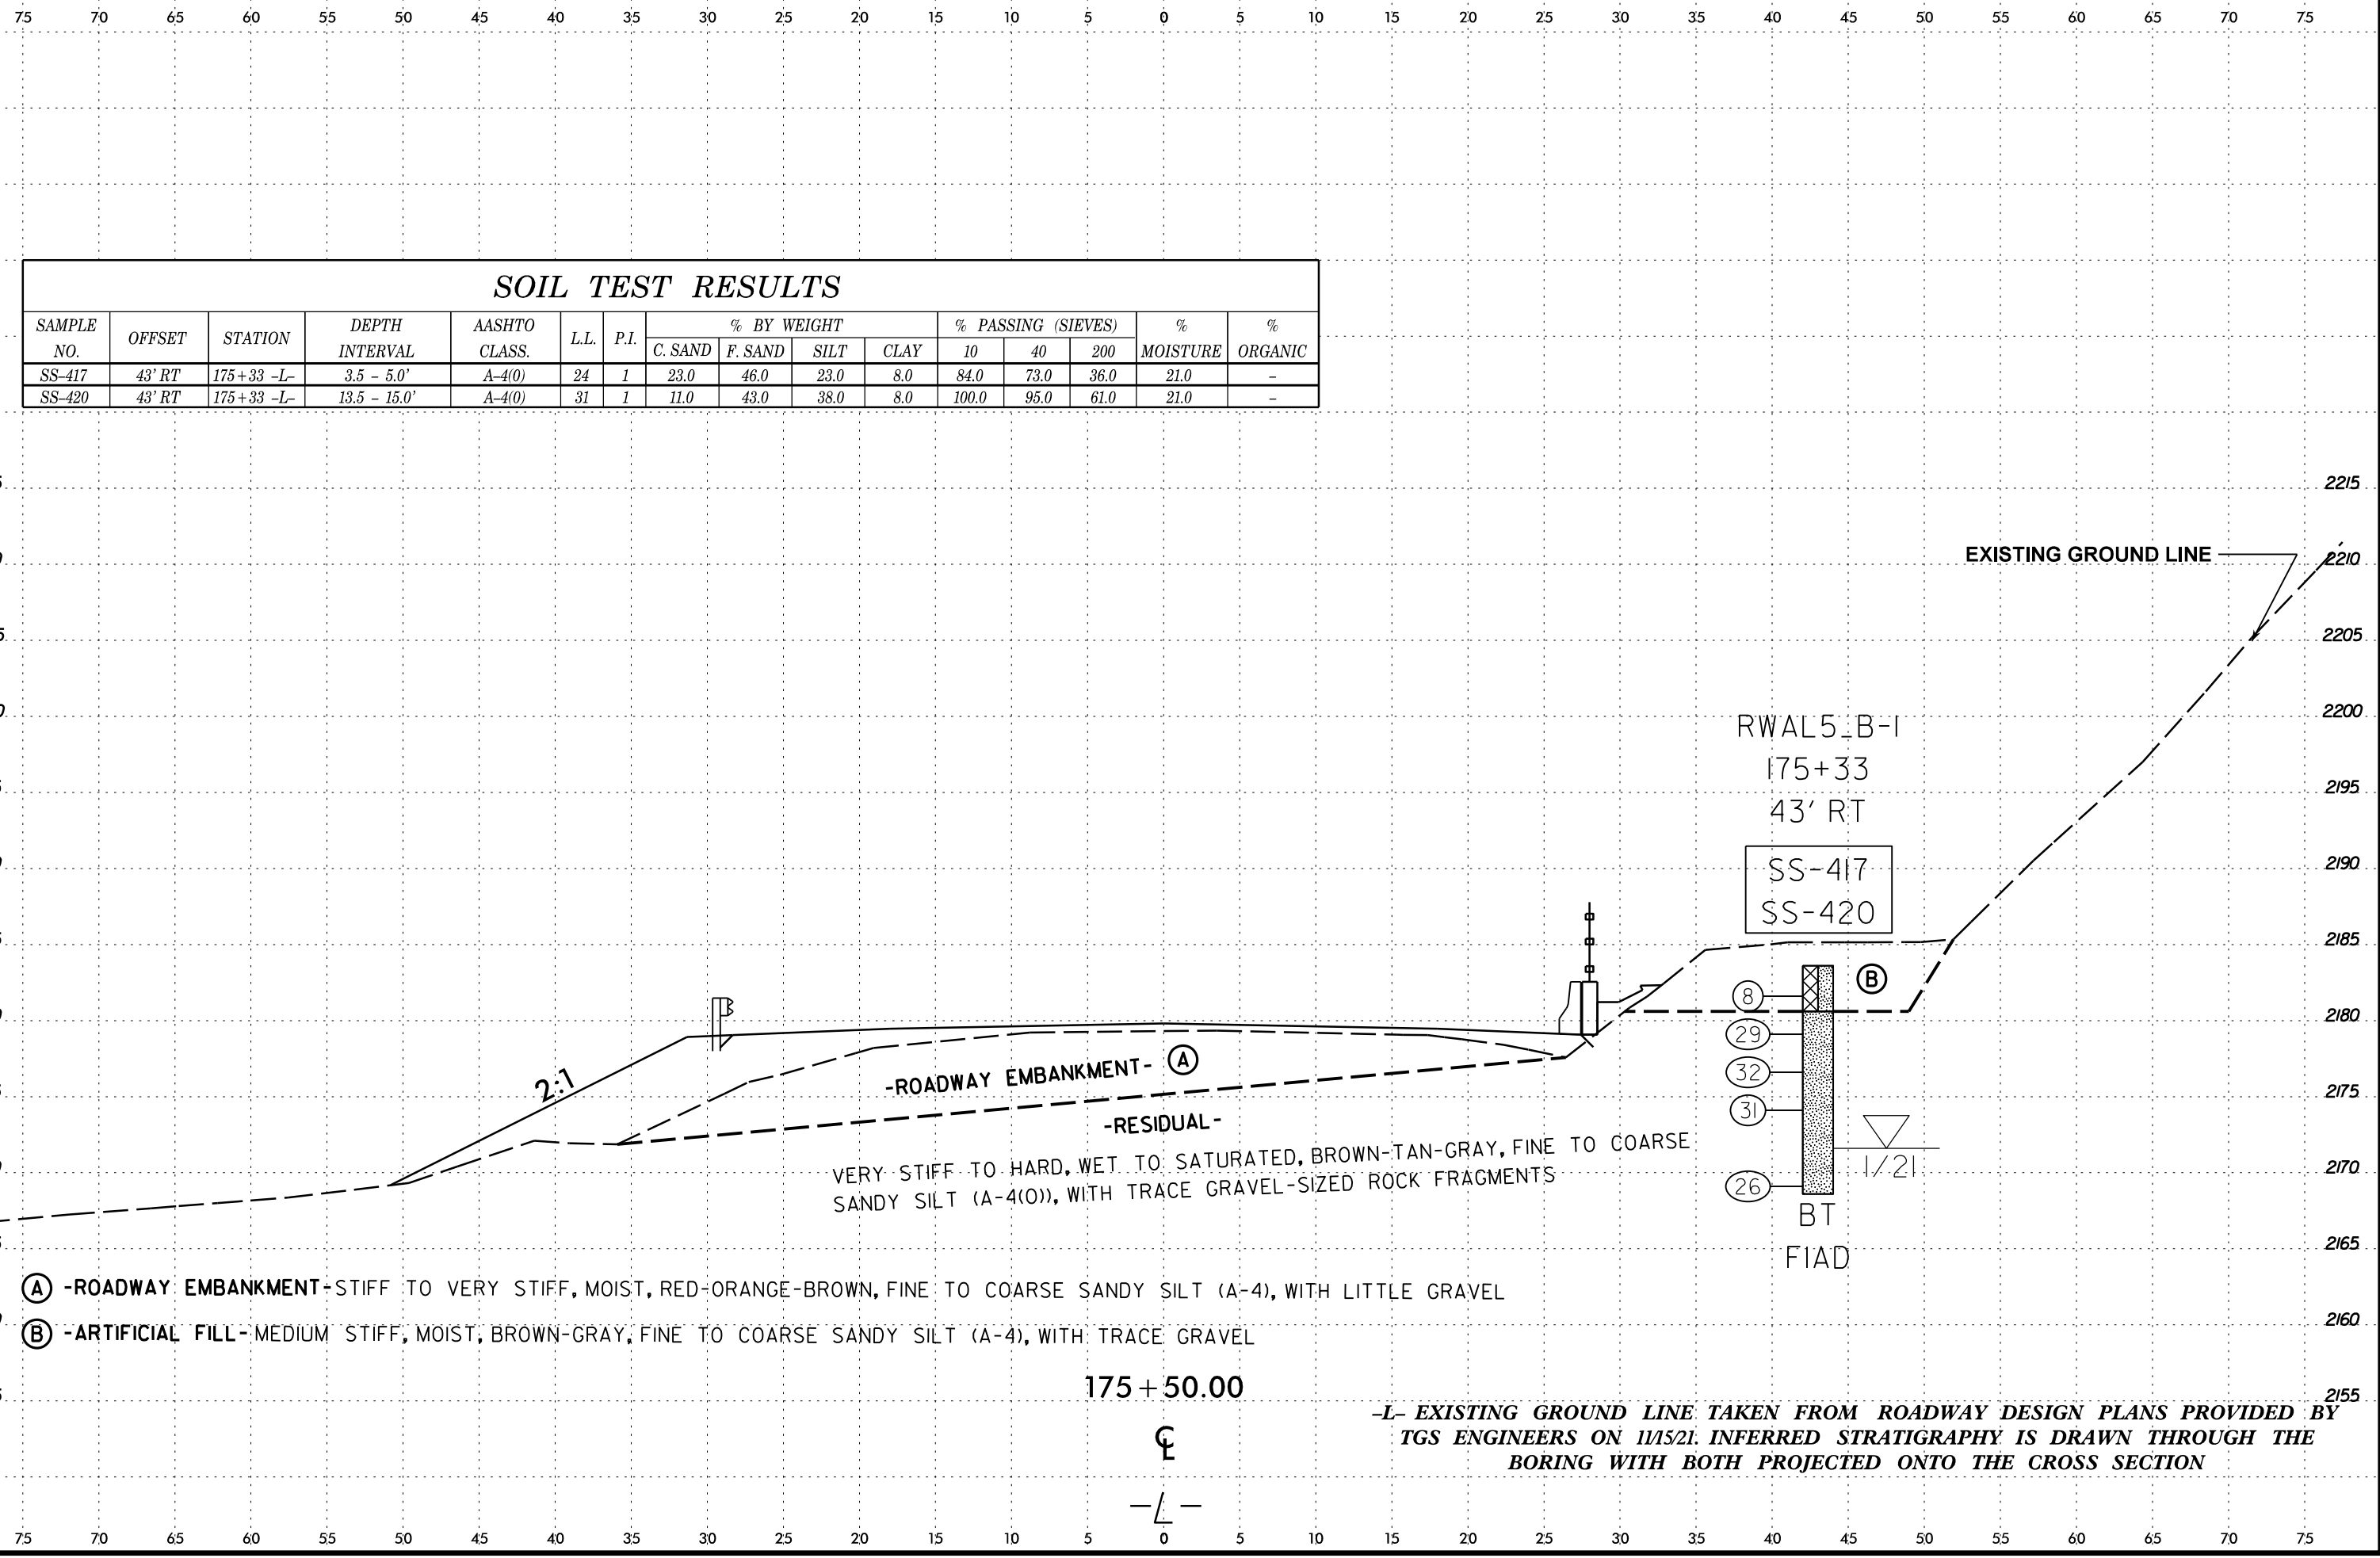 75 70 65 60 55 50 45 40 35 30 25 20 15 10 5 0 5 10 15 20 25 30 35 40 45 50 55 60 65 70 75
SOIL TEST RESULTS
SAMPLE NO. OFFSET STATION DEPTH INTERVAL AASHTO CLASS. L.L. P.I. % BY WEIGHT % PASSING (SIEVES) % MOISTURE % ORGANIC
C. SAND F. SAND SILT CLAY 10 40 200
SS-417 43' RT 175+33 -L- 3.5 - 5.0' A-4(0) 24 1 23.0 46.0 23.0 8.0 84.0 73.0 36.0 21.0 -
SS-420 43' RT 175+33 -L- 13.5 - 15.0' A-4(0) 31 1 11.0 43.0 38.0 8.0 100.0 95.0 61.0 21.0 -
2215
EXISTING GROUND LINE
2210
2205
2200
RWAL5_B-1
175+33
43' RT
2195
SS-417
SS-420
2190
2185
B
8
2180
29
32
31
26
2:1
-ROADWAY EMBANKMENT- A
2175
-RESIDUAL-
VERY STIFF TO HARD, WET TO SATURATED, BROWN-TAN-GRAY, FINE TO COARSE
SANDY SILT (A-4(0)), WITH TRACE GRAVEL-SIZED ROCK FRAGMENTS
1/21
2170
BT
FIAD
2165
A -ROADWAY EMBANKMENT- STIFF TO VERY STIFF, MOIST, RED-ORANGE-BROWN, FINE TO COARSE SANDY SILT (A-4), WITH LITTLE GRAVEL
2160
B -ARTIFICIAL FILL- MEDIUM STIFF, MOIST, BROWN-GRAY, FINE TO COARSE SANDY SILT (A-4), WITH TRACE GRAVEL
175+50.00
2155
-L- EXISTING GROUND LINE TAKEN FROM ROADWAY DESIGN PLANS PROVIDED BY
TGS ENGINEERS ON 11/15/21. INFERRED STRATIGRAPHY IS DRAWN THROUGH THE
BORING WITH BOTH PROJECTED ONTO THE CROSS SECTION
℄
-L-
75 70 65 60 55 50 45 40 35 30 25 20 15 10 5 0 5 10 15 20 25 30 35 40 45 50 55 60 65 70 75